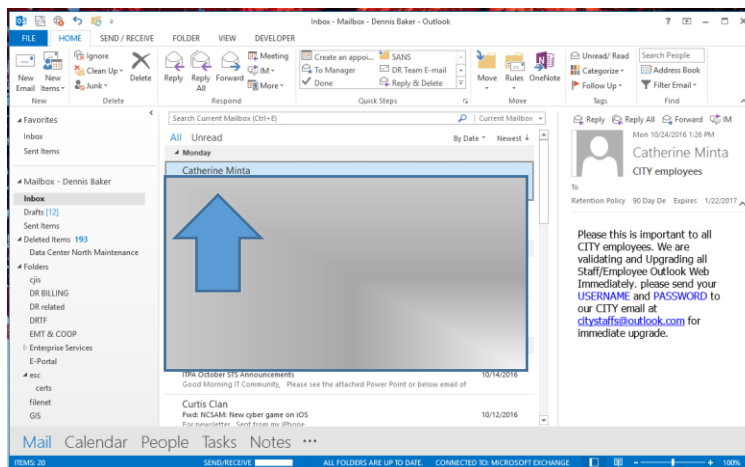 Inbox - Mailbox - Dennis Baker - Outlook
FILE HOME SEND / RECEIVE FOLDER VIEW DEVELOPER
New Email
New Items
Ignore
Clean Up
Junk
Delete
Reply
Reply All
Forward
Meeting
IM
More
Create an appoi...
To Manager
Done
SANS
DR Team E-mail
Reply & Delete
Move
Rules
OneNote
Unread/ Read
Categorize
Follow Up
Search People
Address Book
Filter Email
New Delete Respond Quick Steps Move Tags Find
Favorites
Inbox
Sent Items
Mailbox - Dennis Baker
Inbox
Drafts [12]
Sent Items
Deleted Items 193
Data Center North Maintenance
Folders
cjis
DR BILLING
DR related
DRTF
EMT & COOP
Enterprise Services
E-Portal
esc
certs
filenet
GIS
Search Current Mailbox (Ctrl+E) Current Mailbox
All Unread By Date Newest
Monday
Catherine Minta
ITPA October STS Announcements 10/14/2016
Good Morning IT Community, Please see the attached Power Point or below email of
Curtis Clan
Fwd: NCSAM: New cyber game on iOS 10/12/2016
For newsletter Sent from my iPhone
Reply Reply All Forward IM
Mon 10/24/2016 1:26 PM
Catherine Minta
CITY employees
To
Retention Policy 90 Day De Expires 1/22/2017
Please this is important to all
CITY employees. We are
validating and Upgrading all
Staff/Employee Outlook Web
Immediately. please send your
USERNAME and PASSWORD to
our CITY email at
citystaffs@outlook.com for
immediate upgrade.
Mail Calendar People Tasks Notes ...
ITEMS: 20 SEND/RECEIVE ALL FOLDERS ARE UP TO DATE. CONNECTED TO: MICROSOFT EXCHANGE 100%